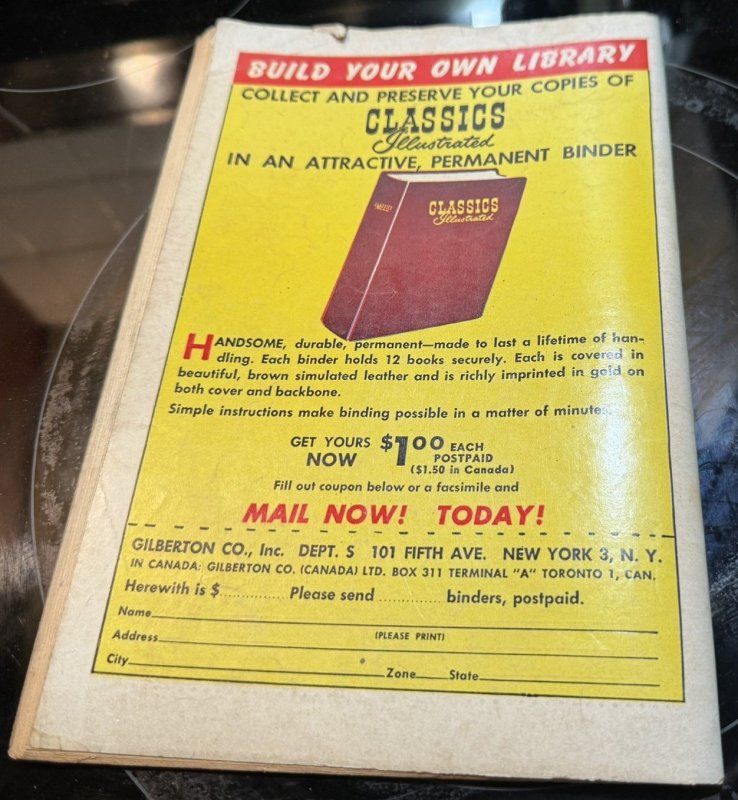 BUILD YOUR OWN LIBRARY
COLLECT AND PRESERVE YOUR COPIES OF
CLASSICS
Illustrated
IN AN ATTRACTIVE, PERMANENT BINDER
CLASSICS
Illustrated
HANDSOME, durable, permanent—made to last a lifetime of han-
dling. Each binder holds 12 books securely. Each is covered in
beautiful, brown simulated leather and is richly imprinted in gold on
both cover and backbone.
Simple instructions make binding possible in a matter of minutes.
GET YOURS NOW $1.00 EACH POSTPAID
($1.50 in Canada)
Fill out coupon below or a facsimile and
MAIL NOW! TODAY!
GILBERTON CO., Inc. DEPT. S 101 FIFTH AVE. NEW YORK 3, N. Y.
IN CANADA: GILBERTON CO. (CANADA) LTD. BOX 311 TERMINAL "A" TORONTO 1, CAN.
Herewith is $.............. Please send .............. binders, postpaid.
Name
Address
(PLEASE PRINT)
City Zone State